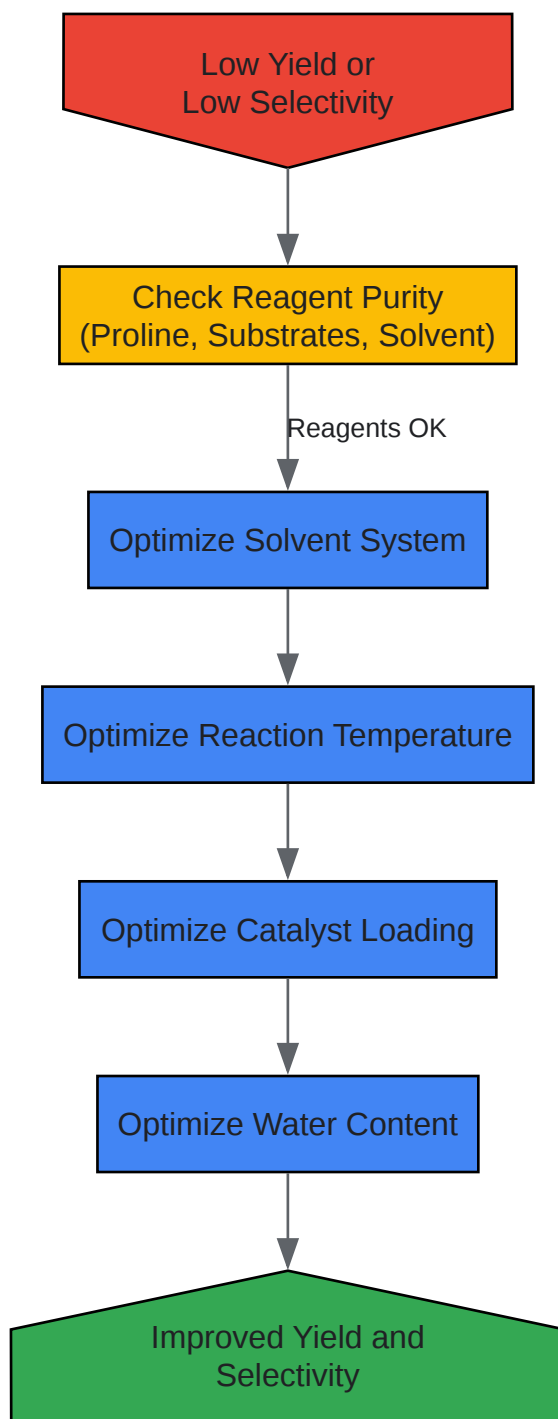 Low Yield or
Low Selectivity
Check Reagent Purity
(Proline, Substrates, Solvent)
Reagents OK
Optimize Solvent System
Optimize Reaction Temperature
Optimize Catalyst Loading
Optimize Water Content
Improved Yield and
Selectivity